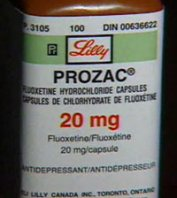 P. 3105 100 DIN 00636622
Lilly
PROZAC®
FLUOXETINE HYDROCHLORIDE CAPSULES
CAPSULES DE CHLORHYDRATE DE FLUOXÉTINE
20 mg
Fluoxetine/Fluoxétine
20 mg/capsule
ANTIDEPRESSANT/ANTIDÉPRESSEUR
ELI LILLY CANADA INC., TORONTO, ONTARIO